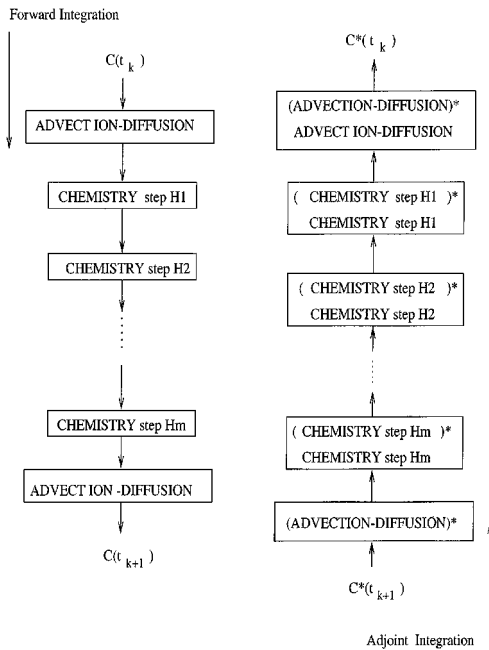 Forward Integration
C(t k )
ADVECT ION-DIFFUSION
CHEMISTRY step H1
CHEMISTRY step H2
CHEMISTRY step Hm
ADVECT ION -DIFFUSION
C(t k+1 )
C*(t k )
(ADVECTION-DIFFUSION)*
ADVECT ION-DIFFUSION
( CHEMISTRY step H1 )*
CHEMISTRY step H1
( CHEMISTRY step H2 )*
CHEMISTRY step H2
( CHEMISTRY step Hm )*
CHEMISTRY step Hm
(ADVECTION-DIFFUSION)*
C*(t k+1 )
Adjoint Integration